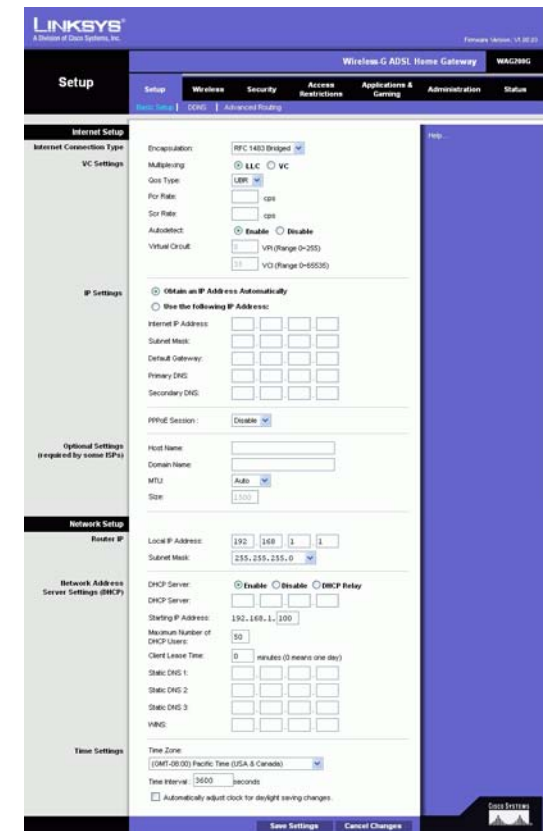 LINKSYS®
A Division of Cisco Systems, Inc.
Firmware Version: V1.00.03
Wireless-G ADSL Home Gateway
WAG200G
Setup
Setup
Wireless
Security
Access Restrictions
Applications & Gaming
Administration
Status
Basic Setup | DDNS | Advanced Routing
Internet Setup
Help...
Internet Connection Type
Encapsulation: RFC 1483 Bridged
VC Settings
Multiplexing: LLC VC
Qos Type: UBR
Pcr Rate: cps
Scr Rate: cps
Autodetect: Enable Disable
Virtual Circuit: VPI (Range 0~255)
VCI (Range 0~65535)
IP Settings
Obtain an IP Address Automatically
Use the following IP Address:
Internet IP Address:
Subnet Mask:
Default Gateway:
Primary DNS:
Secondary DNS:
PPPoE Session : Disable
Optional Settings
(required by some ISPs)
Host Name:
Domain Name:
MTU: Auto
Size: 1500
Network Setup
Router IP
Local IP Address: 192 . 168 . 1 . 1
Subnet Mask: 255.255.255.0
Network Address
Server Settings (DHCP)
DHCP Server: Enable Disable DHCP Relay
DHCP Server:
Starting IP Address: 192.168.1. 100
Maximum Number of
DHCP Users: 50
Client Lease Time: 0 minutes (0 means one day)
Static DNS 1:
Static DNS 2:
Static DNS 3:
WINS:
Time Settings
Time Zone:
(GMT-08:00) Pacific Time (USA & Canada)
Time Interval : 3600 seconds
Automatically adjust clock for daylight saving changes.
Save Settings
Cancel Changes
Cisco Systems